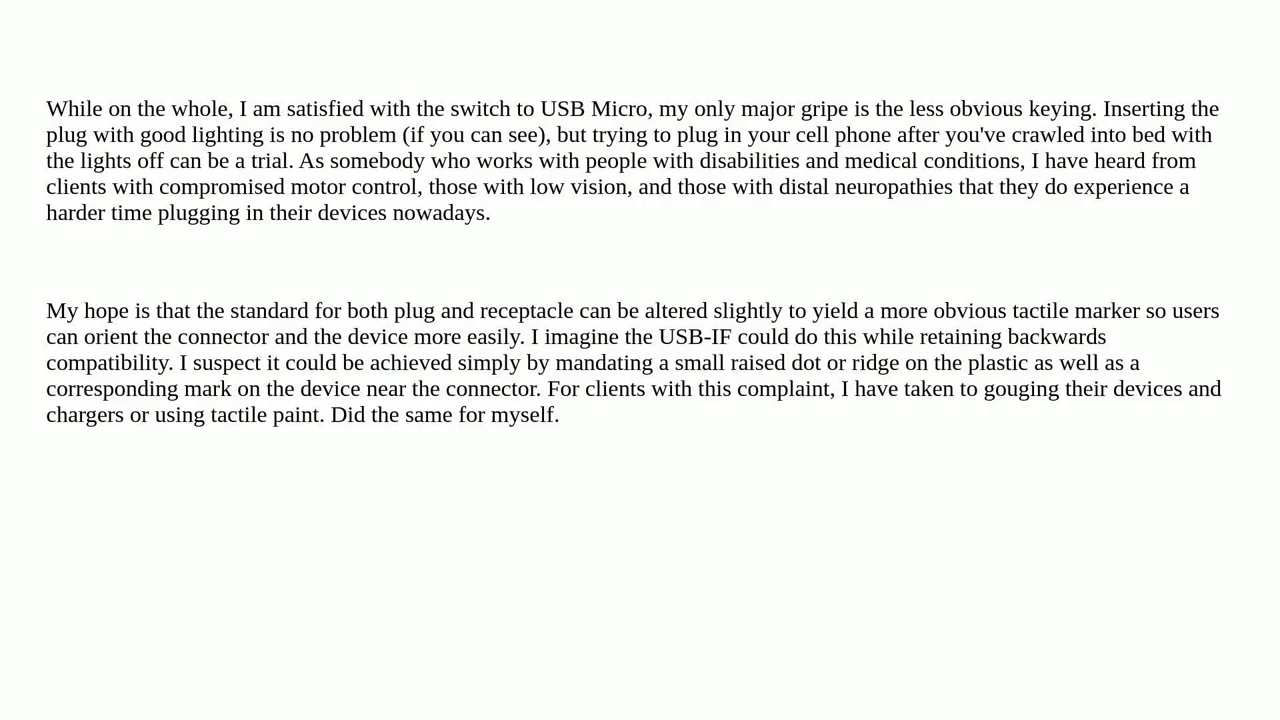 While on the whole, I am satisfied with the switch to USB Micro, my only major gripe is the less obvious keying. Inserting the
plug with good lighting is no problem (if you can see), but trying to plug in your cell phone after you've crawled into bed with
the lights off can be a trial. As somebody who works with people with disabilities and medical conditions, I have heard from
clients with compromised motor control, those with low vision, and those with distal neuropathies that they do experience a
harder time plugging in their devices nowadays.
My hope is that the standard for both plug and receptacle can be altered slightly to yield a more obvious tactile marker so users
can orient the connector and the device more easily. I imagine the USB-IF could do this while retaining backwards
compatibility. I suspect it could be achieved simply by mandating a small raised dot or ridge on the plastic as well as a
corresponding mark on the device near the connector. For clients with this complaint, I have taken to gouging their devices and
chargers or using tactile paint. Did the same for myself.